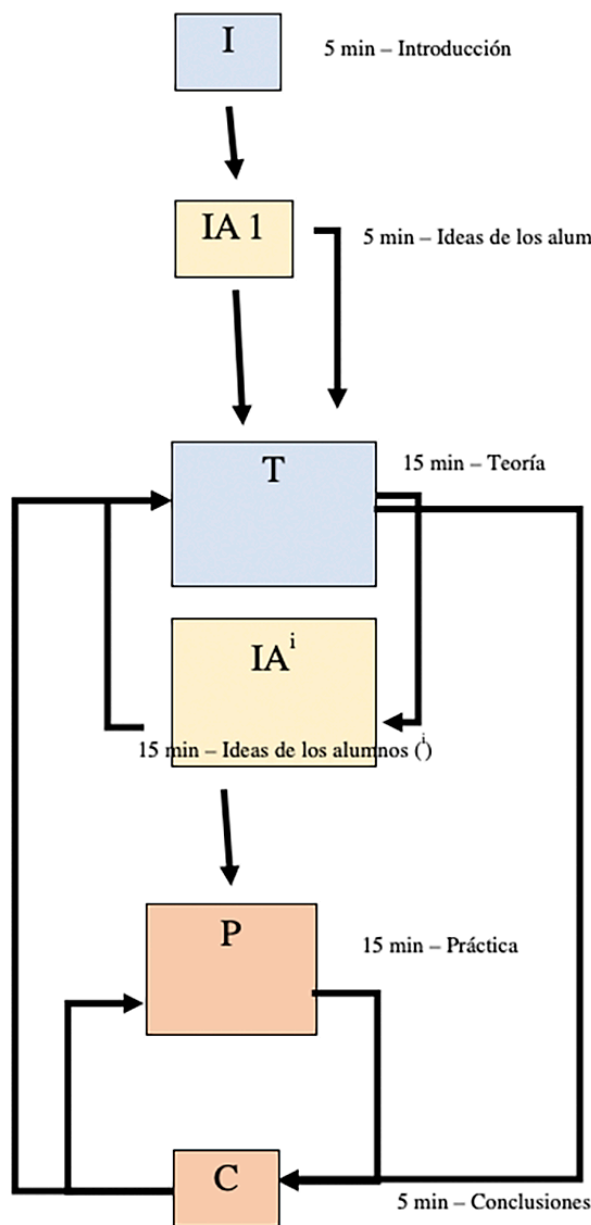 I
5 min – Introducción
IA 1
5 min – Ideas de los alum
T
15 min – Teoría
IAⁱ
15 min – Ideas de los alumnos (ⁱ)
P
15 min – Práctica
C
5 min – Conclusiones